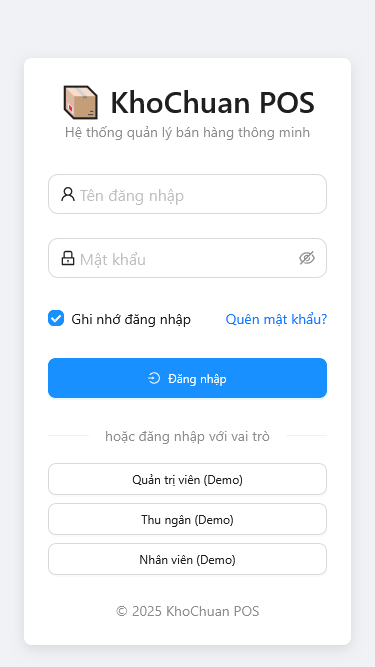 KhoChuan POS
Hệ thống quản lý bán hàng thông minh
Tên đăng nhập
Mật khẩu
Ghi nhớ đăng nhập
Quên mật khẩu?
Đăng nhập
hoặc đăng nhập với vai trò
Quản trị viên (Demo)
Thu ngân (Demo)
Nhân viên (Demo)
© 2025 KhoChuan POS